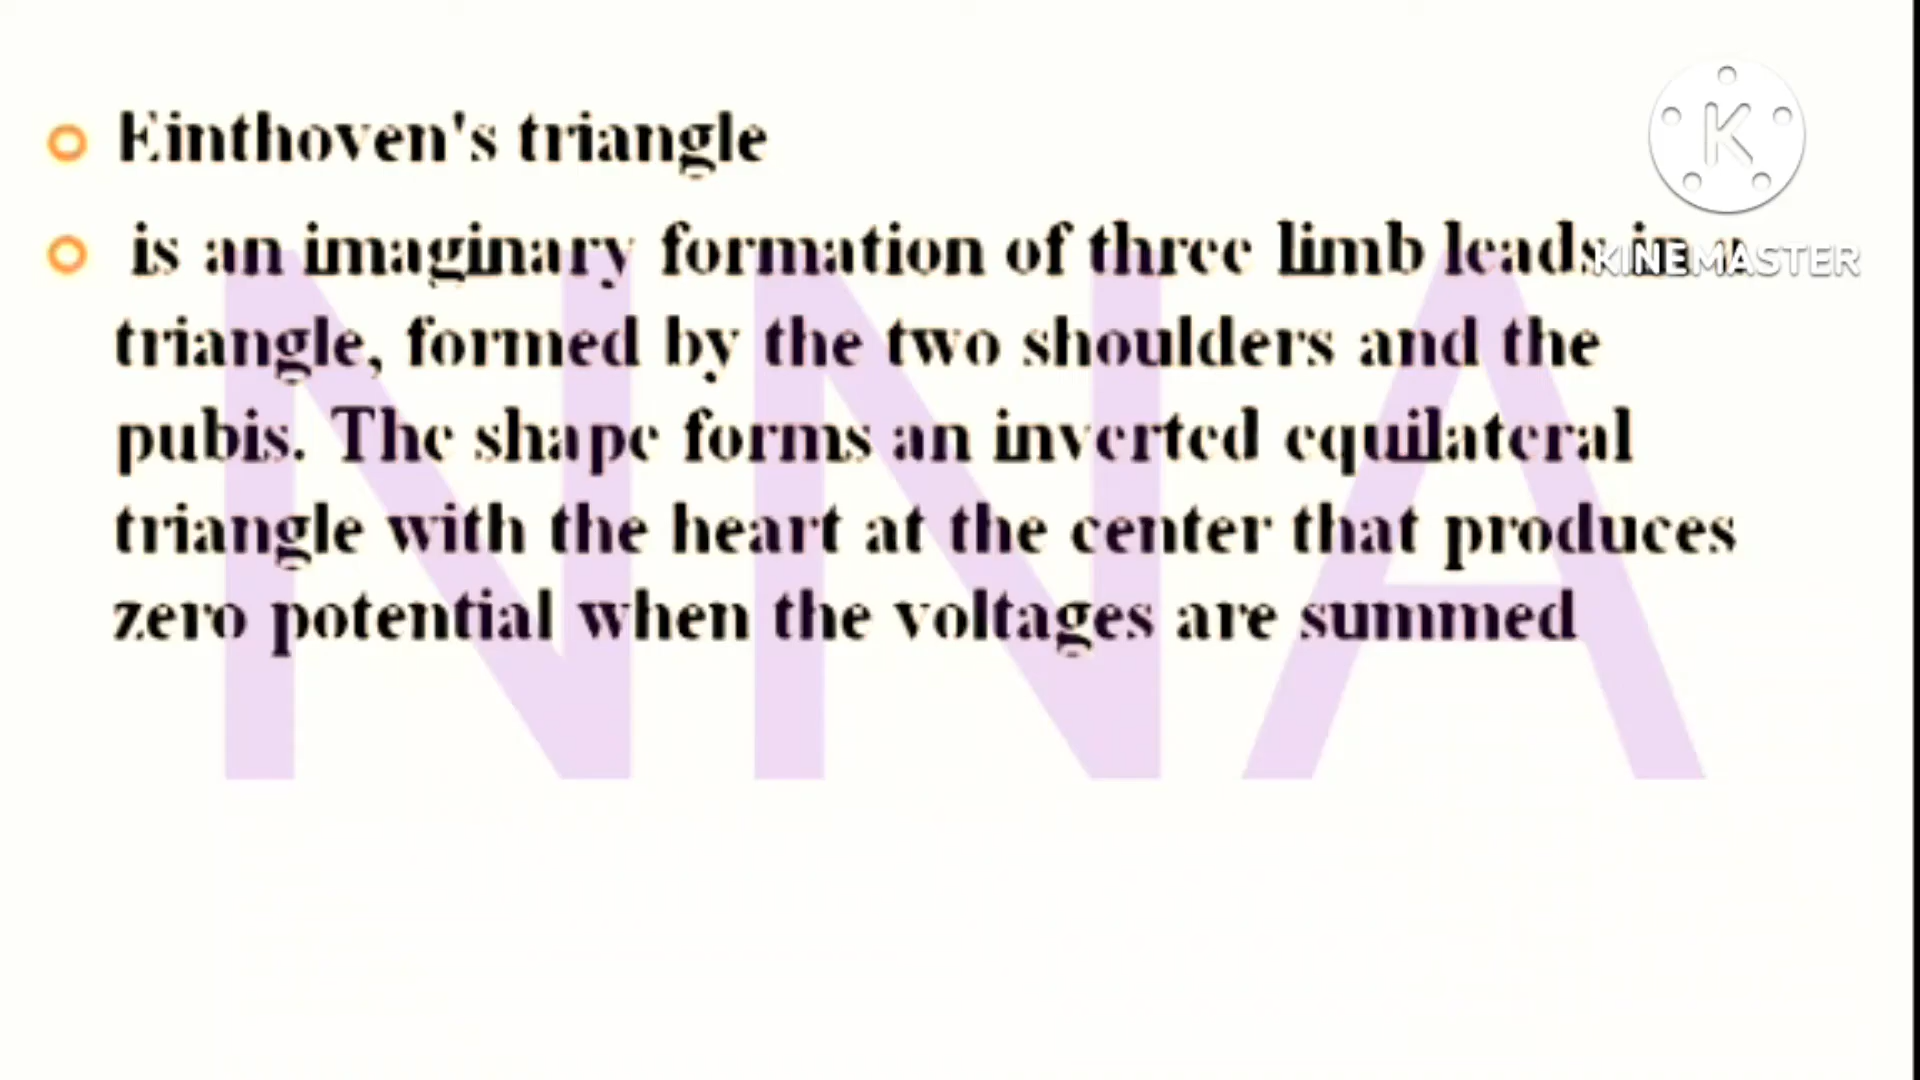 Einthoven's triangle
is an imaginary formation of three limb leads in a
triangle, formed by the two shoulders and the
pubis. The shape forms an inverted equilateral
triangle with the heart at the center that produces
zero potential when the voltages are summed
K
KINEMASTER
NNA